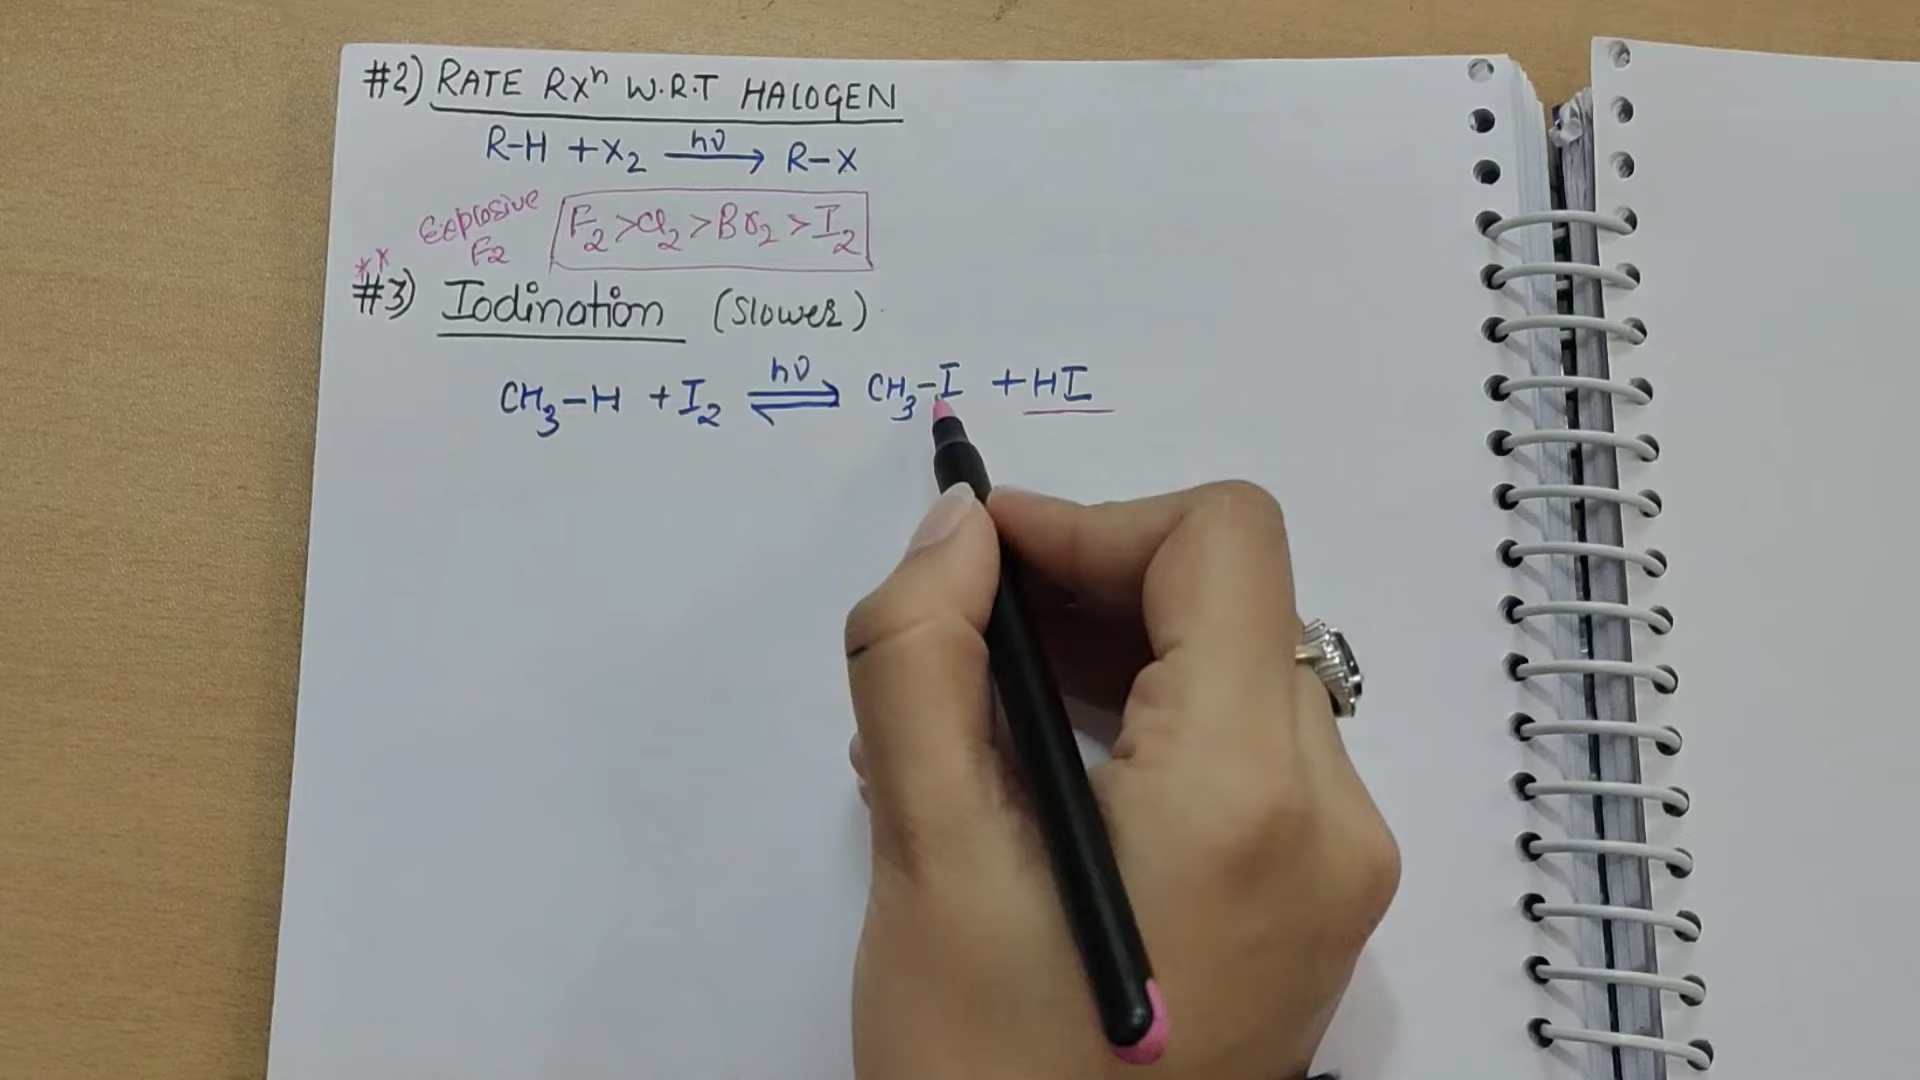 #2) RATE RXⁿ W.R.T HALOGEN
R-H + X₂ —hν→ R-X
Explosive F₂
F₂ > Cl₂ > Br₂ > I₂
** #3) Iodination (Slower)
CH₃-H + I₂ ⇌ hν CH₃-I + HI